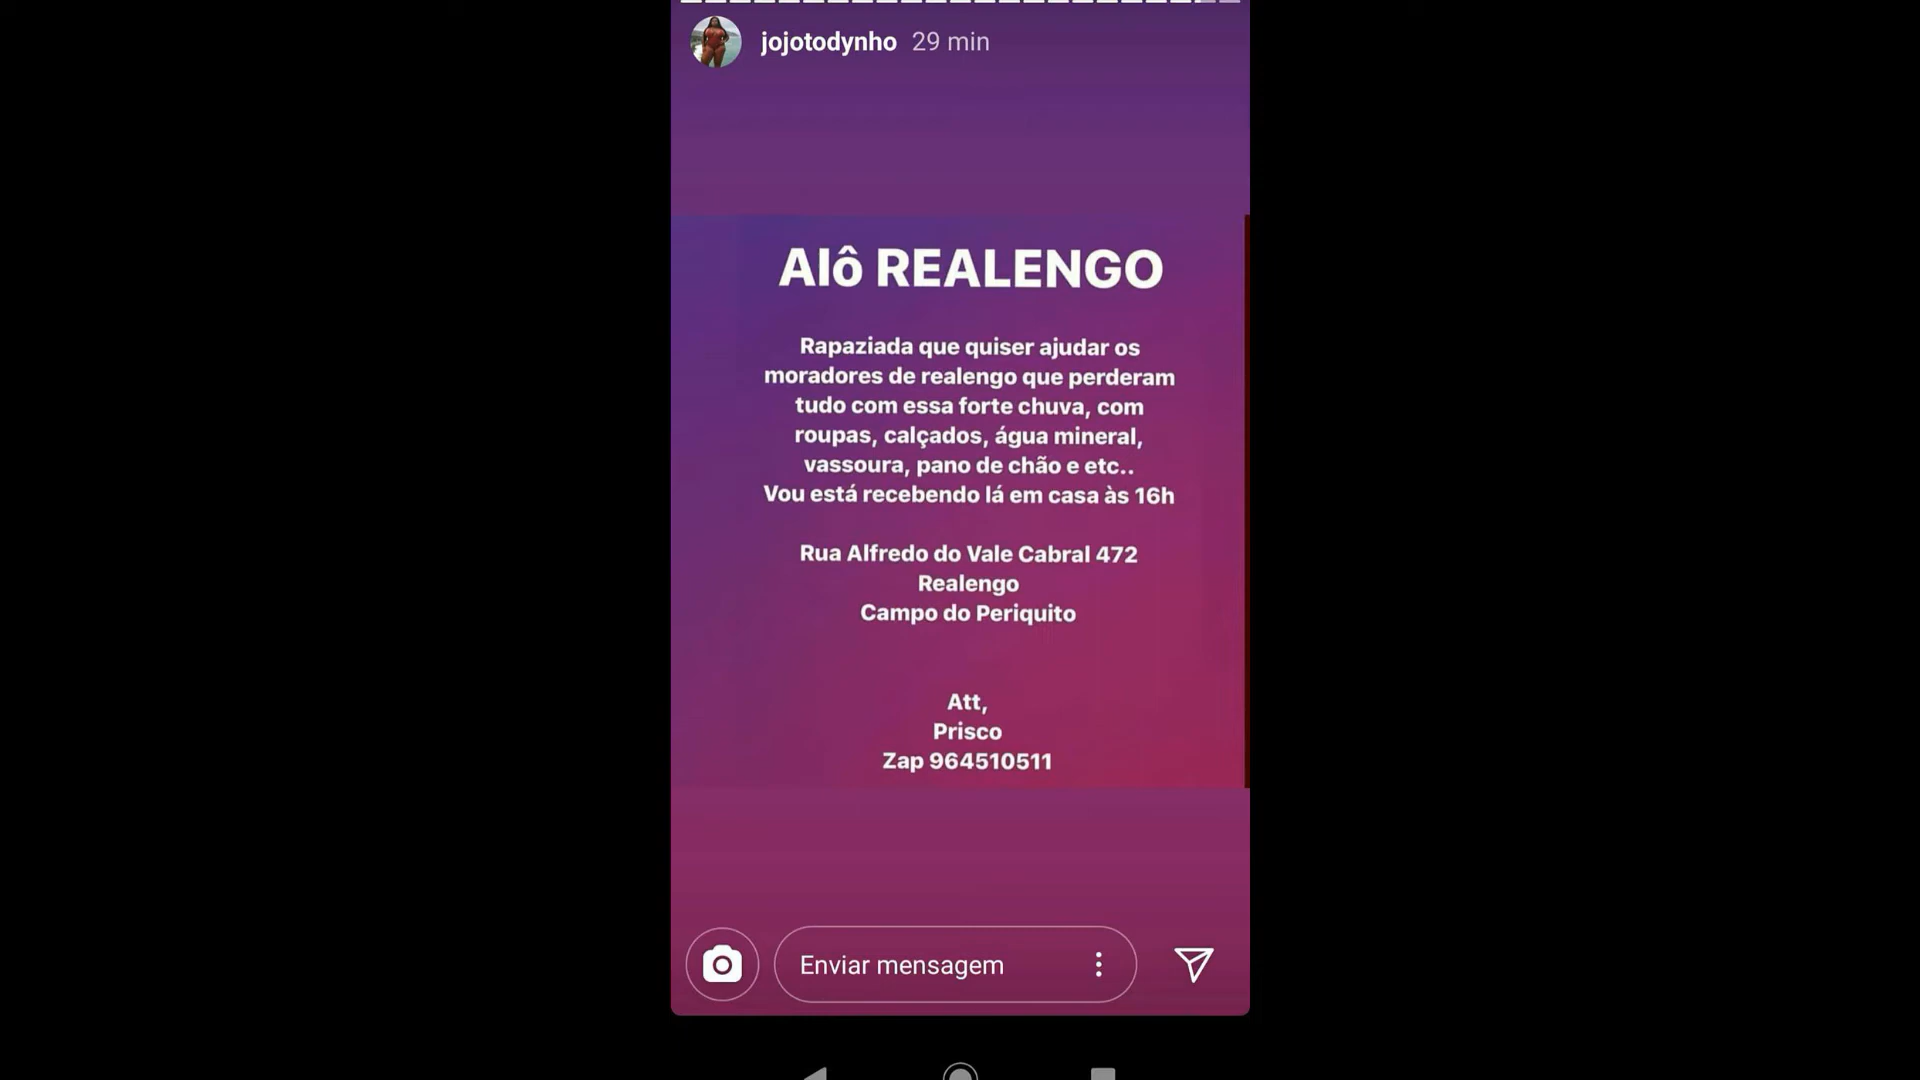 jojotodynho 29 min
Alô REALENGO
Rapaziada que quiser ajudar os
moradores de realengo que perderam
tudo com essa forte chuva, com
roupas, calçados, água mineral,
vassoura, pano de chão e etc..
Vou está recebendo lá em casa às 16h
Rua Alfredo do Vale Cabral 472
Realengo
Campo do Periquito
Att,
Prisco
Zap 964510511
Enviar mensagem